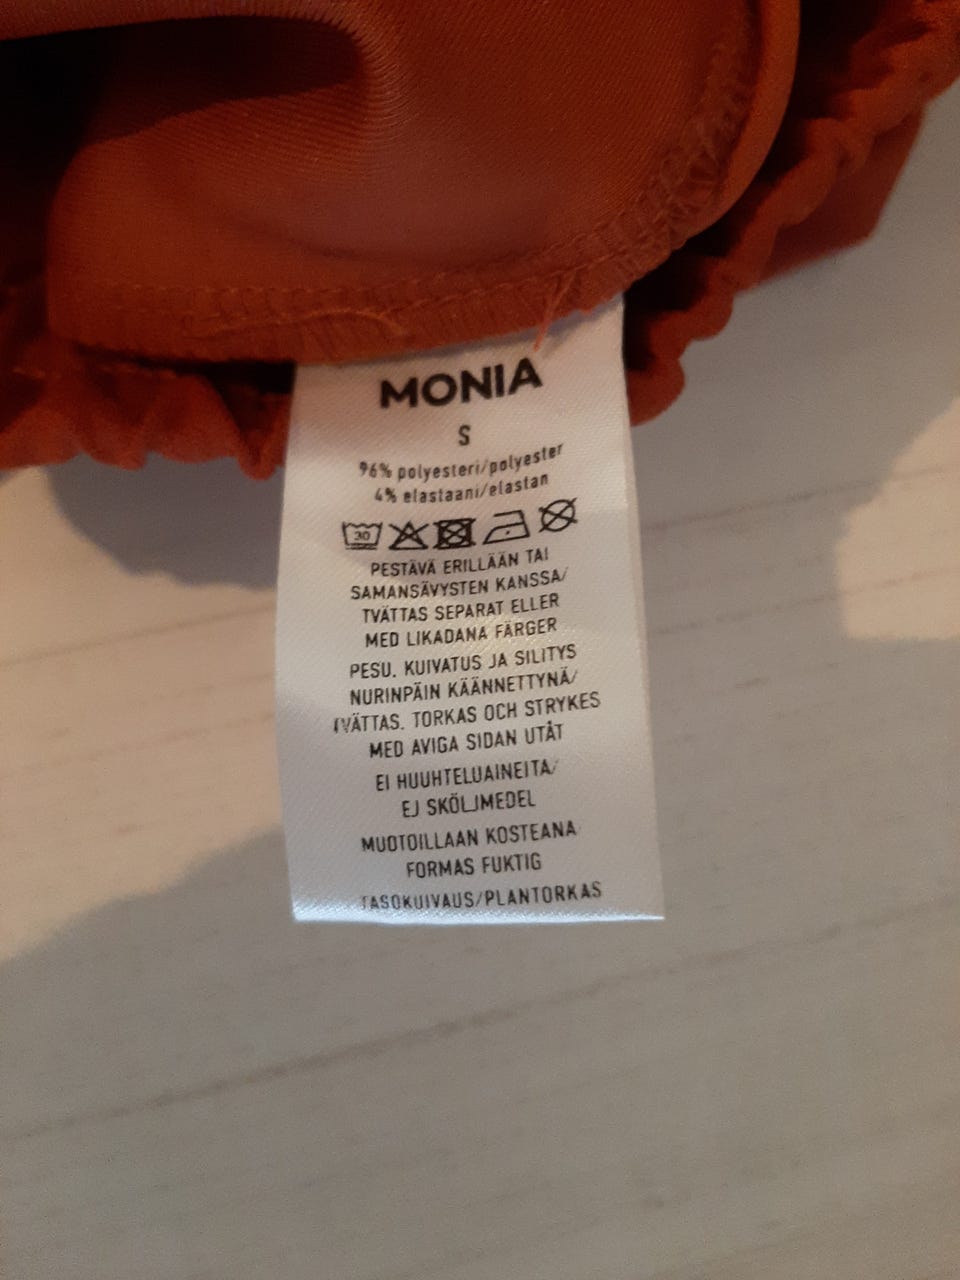 MONIA
S
96% polyesteri/polyester
4% elastaani/elastan
30
PESTÄVÄ ERILLÄÄN TAI
SAMANSÄVYSTEN KANSSA/
TVÄTTAS SEPARAT ELLER
MED LIKADANA FÄRGER
PESU, KUIVATUS JA SILITYS
NURINPÄIN KÄÄNNETTYNÄ/
TVÄTTAS, TORKAS OCH STRYKES
MED AVIGA SIDAN UTÅT
EI HUUHTELUAINEITA/
EJ SKÖLJMEDEL
MUOTOILLAAN KOSTEANA/
FORMAS FUKTIG
TASOKUIVAUS/PLANTORKAS